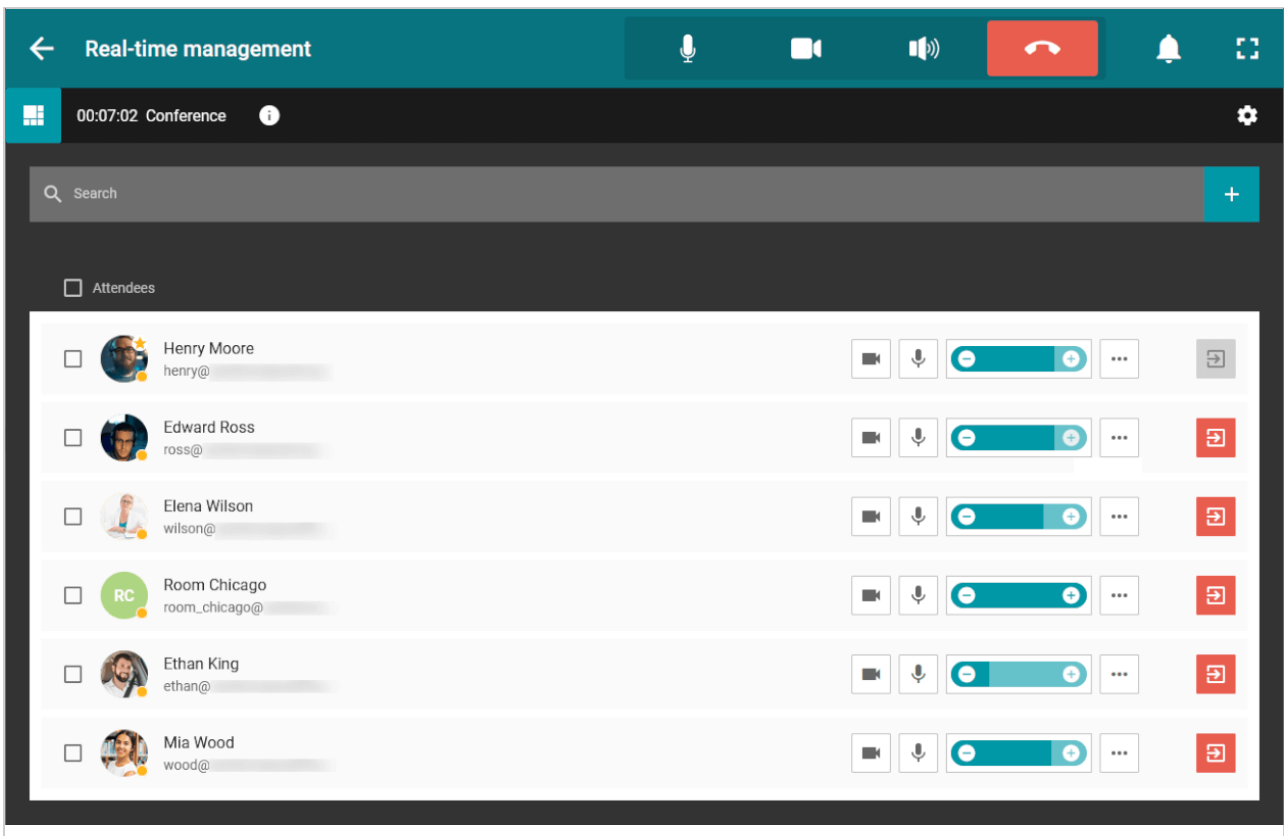 Real-time management
00:07:02 Conference
Search
Attendees
Henry Moore
henry@
Edward Ross
ross@
Elena Wilson
wilson@
RC
Room Chicago
room_chicago@
Ethan King
ethan@
Mia Wood
wood@